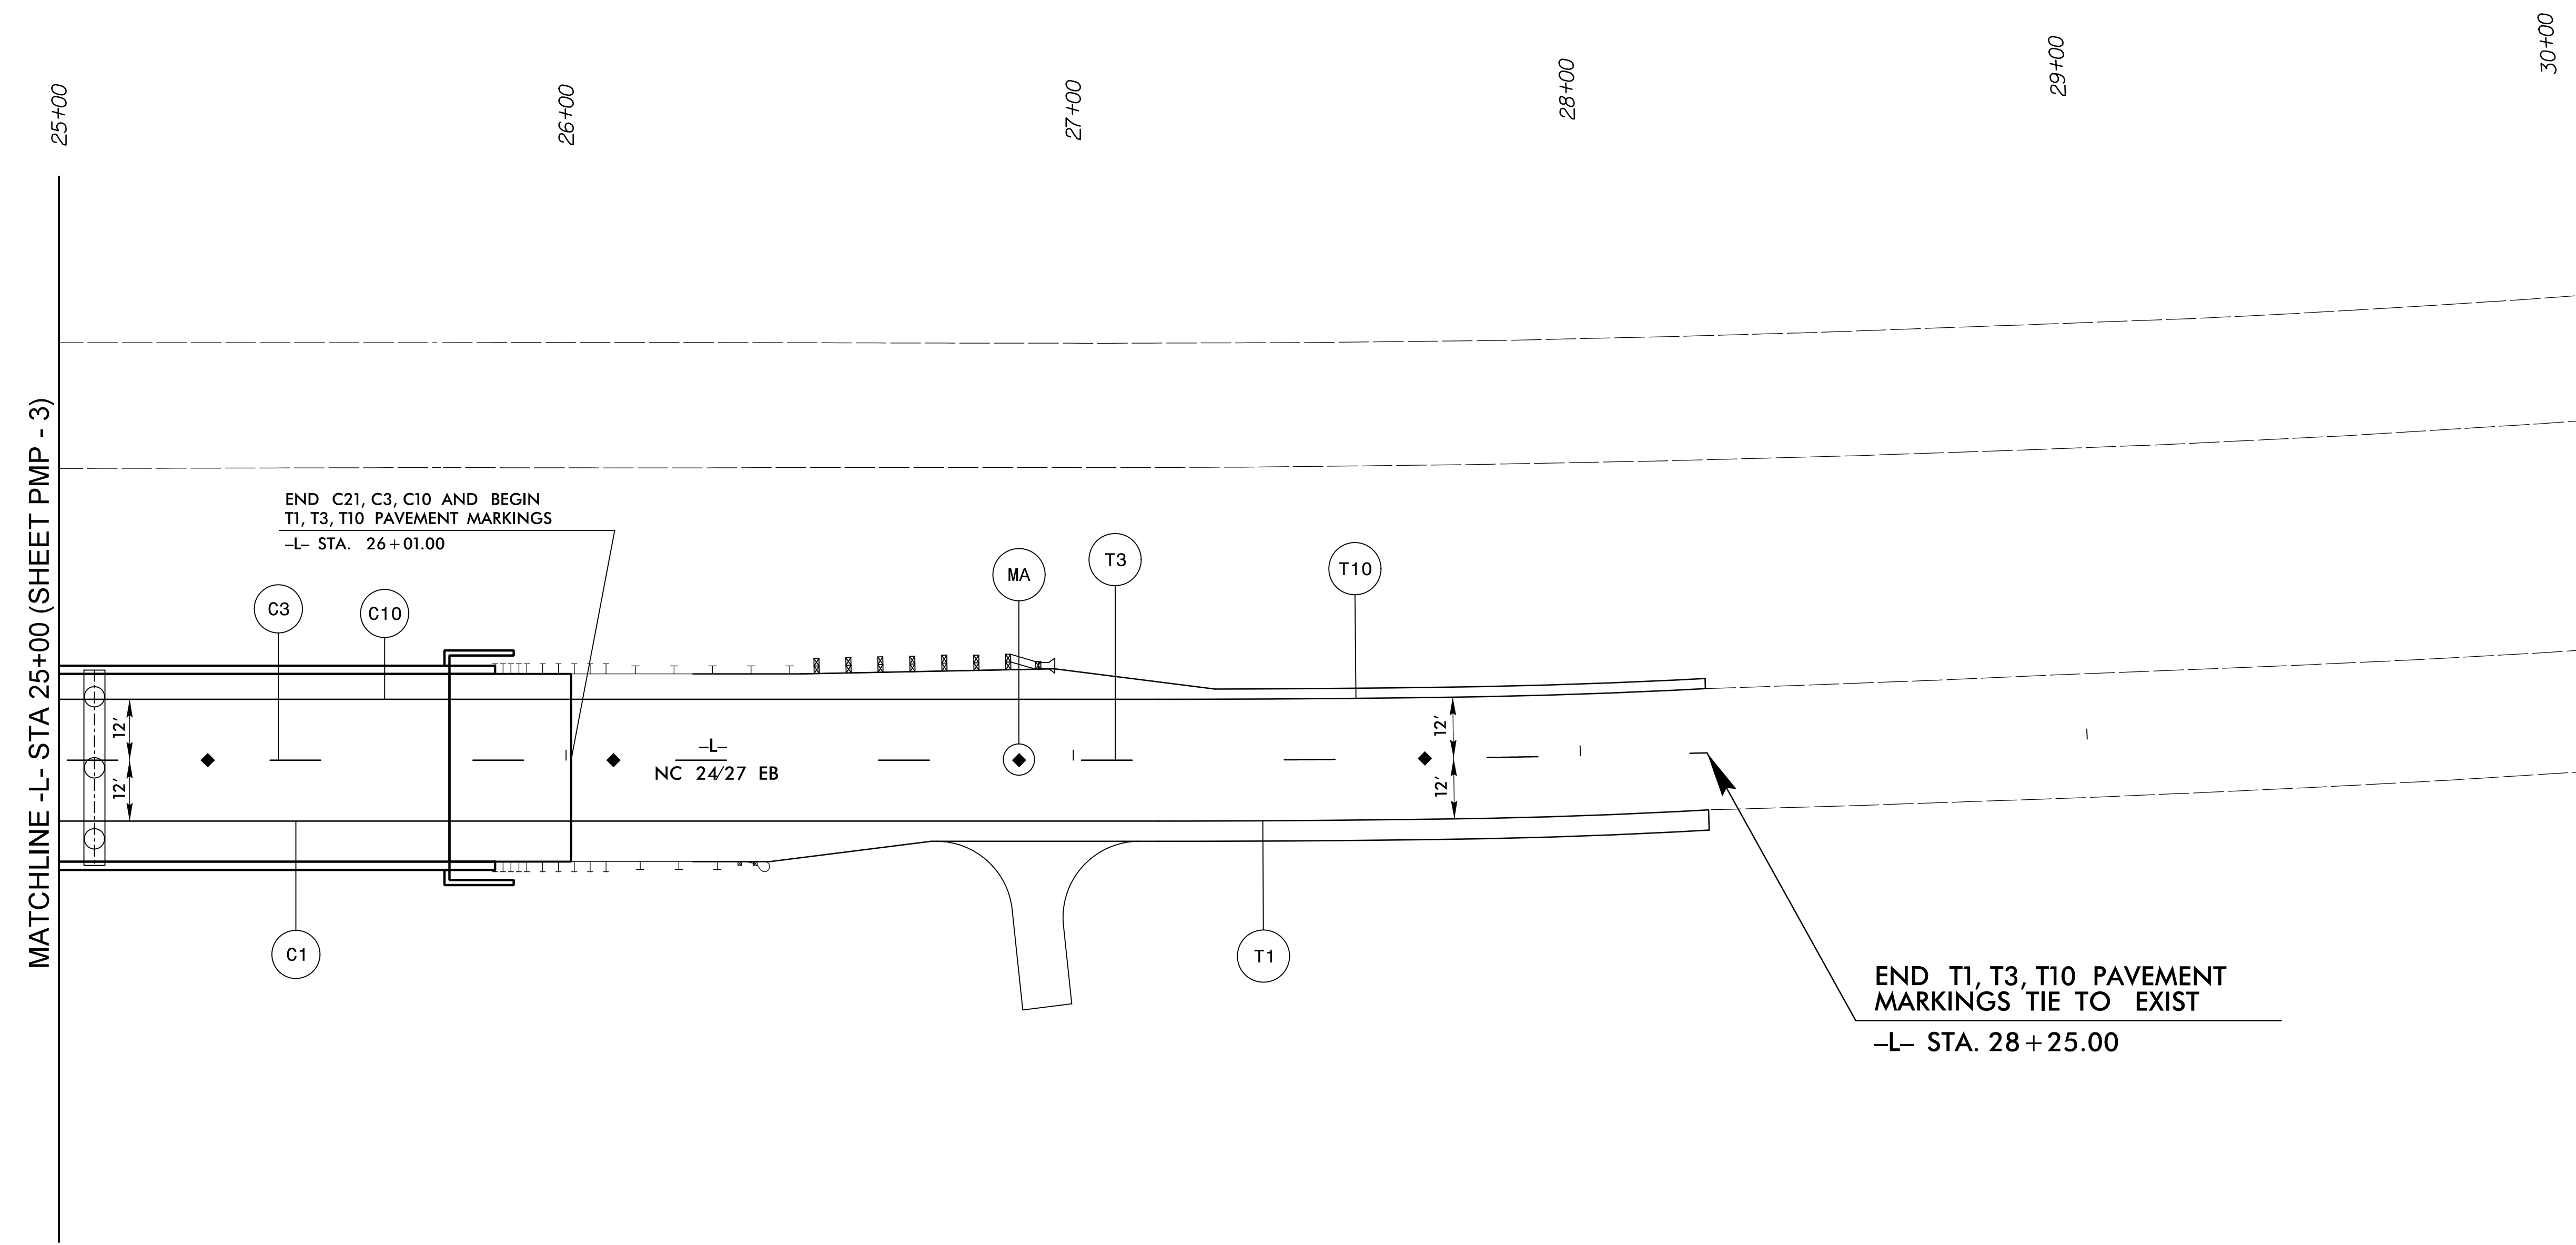 25+00
26+00
27+00
28+00
29+00
30+00
MATCHLINE -L- STA 25+00 (SHEET PMP - 3)
END C21, C3, C10 AND BEGIN
T1, T3, T10 PAVEMENT MARKINGS
–L– STA. 26+01.00
C3
C10
MA
T3
T10
12'
12'
–L–
NC 24/27 EB
12'
12'
C1
T1
END T1, T3, T10 PAVEMENT
MARKINGS TIE TO EXIST
–L– STA. 28+25.00